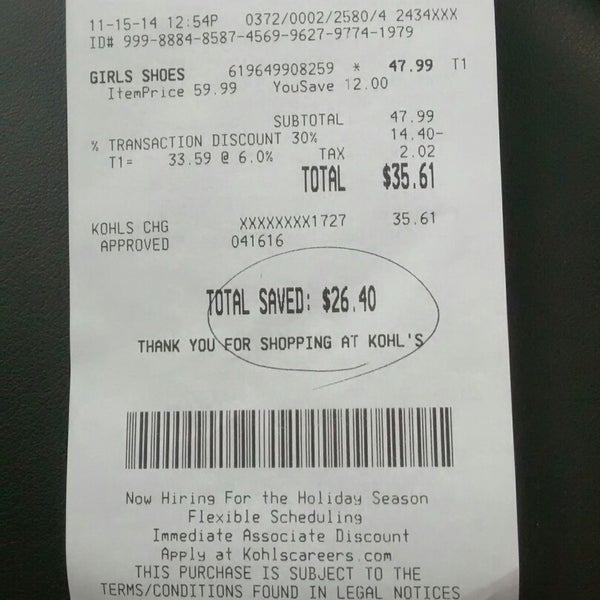 11-15-14 12:54P 0372/0002/2580/4 2434XXX
ID# 999-8884-8587-4569-9627-9774-1979
GIRLS SHOES 619649908259 * 47.99 T1
ItemPrice 59.99 YouSave 12.00
SUBTOTAL 47.99
% TRANSACTION DISCOUNT 30% 14.40-
T1= 33.59 @ 6.0% TAX 2.02
TOTAL $35.61
KOHLS CHG XXXXXXXX1727 35.61
APPROVED 041616
TOTAL SAVED: $26.40
THANK YOU FOR SHOPPING AT KOHL'S
Now Hiring For the Holiday Season
Flexible Scheduling
Immediate Associate Discount
Apply at Kohlscareers.com
THIS PURCHASE IS SUBJECT TO THE
TERMS/CONDITIONS FOUND IN LEGAL NOTICES